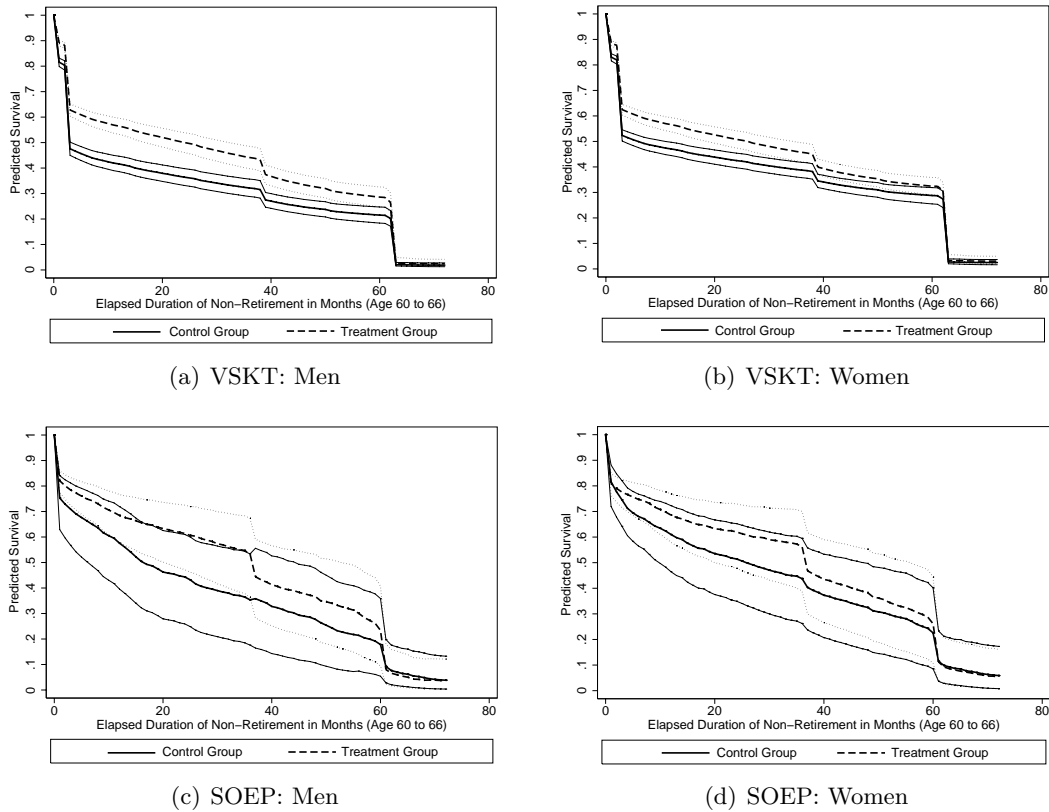 1
.9
.8
.7
.6
.5
.4
.3
.2
.1
0
Predicted Survival
0 20 40 60 80
Elapsed Duration of Non−Retirement in Months (Age 60 to 66)
Control Group Treatment Group
(a) VSKT: Men
1
.9
.8
.7
.6
.5
.4
.3
.2
.1
0
Predicted Survival
0 20 40 60 80
Elapsed Duration of Non−Retirement in Months (Age 60 to 66)
Control Group Treatment Group
(b) VSKT: Women
1
.9
.8
.7
.6
.5
.4
.3
.2
.1
0
Predicted Survival
0 20 40 60 80
Elapsed Duration of Non−Retirement in Months (Age 60 to 66)
Control Group Treatment Group
(c) SOEP: Men
1
.9
.8
.7
.6
.5
.4
.3
.2
.1
0
Predicted Survival
0 20 40 60 80
Elapsed Duration of Non−Retirement in Months (Age 60 to 66)
Control Group Treatment Group
(d) SOEP: Women